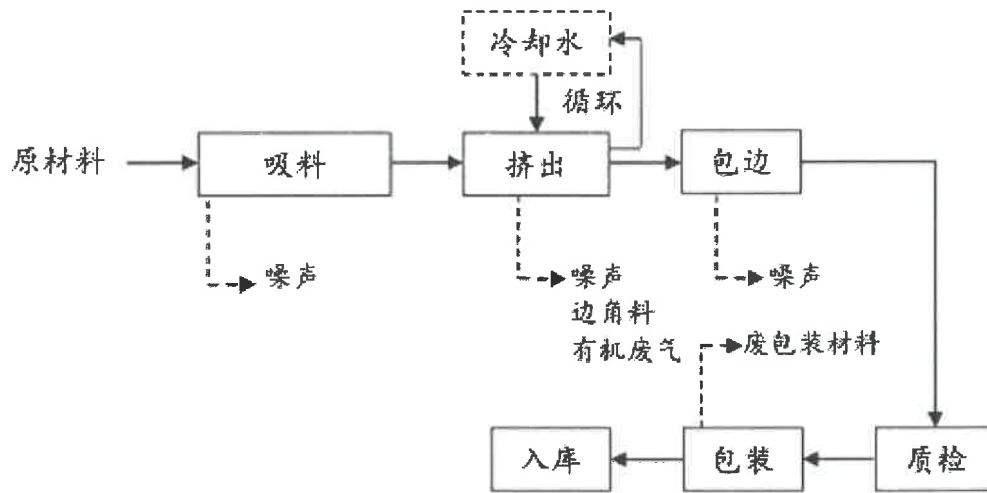 冷却水
循环
原材料
吸料
挤出
包边
噪声
噪声
边角料
有机废气
噪声
废包装材料
入库
包装
质检